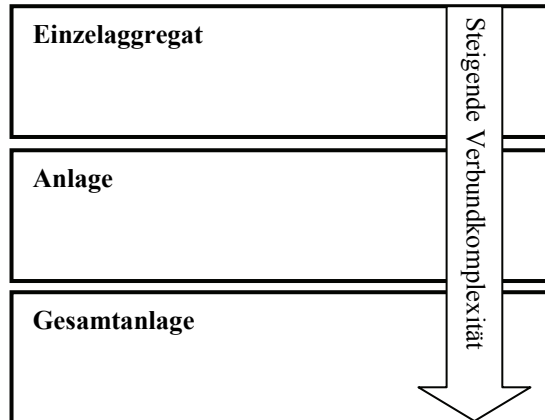 Einzelaggregat
Anlage
Gesamtanlage
Steigende Verbundkomplexität